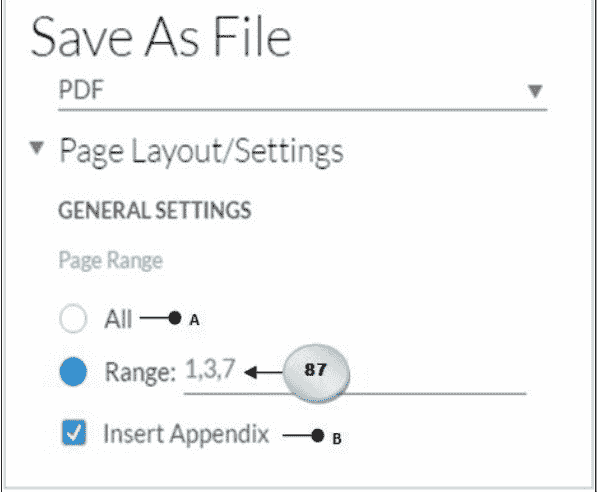 Save As File
PDF
Page Layout/Settings
GENERAL SETTINGS
Page Range
All A
Range: 1,3,7 87
Insert Appendix B